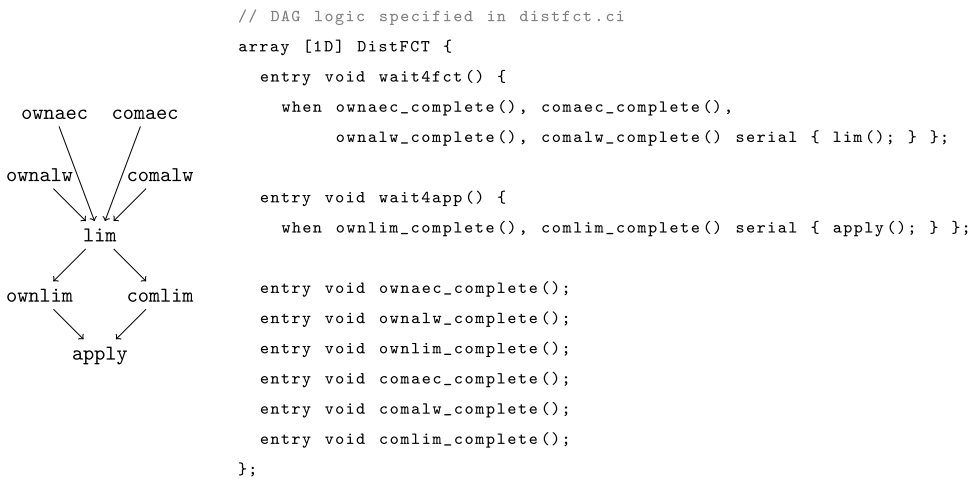 ownaec comaec
ownalw comalw
lim
ownlim comlim
apply
// DAG logic specified in distfct.ci
array [1D] DistFCT {
  entry void wait4fct() {
    when ownaec_complete(), comaec_complete(),
         ownalw_complete(), comalw_complete() serial { lim(); } };
  entry void wait4app() {
    when ownlim_complete(), comlim_complete() serial { apply(); } };
  entry void ownaec_complete();
  entry void ownalw_complete();
  entry void ownlim_complete();
  entry void comaec_complete();
  entry void comalw_complete();
  entry void comlim_complete();
};